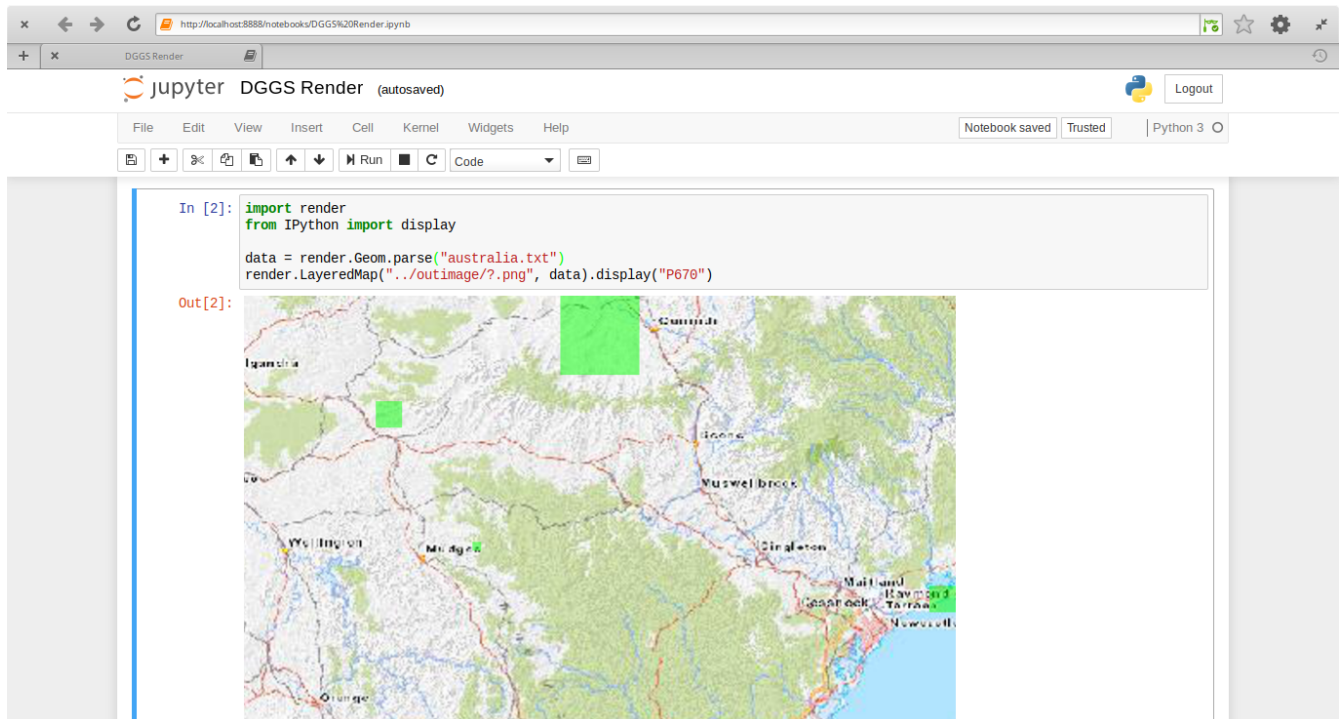 http://localhost:8888/notebooks/DGGS%20Render.ipynb
DGGS Render
jupyter DGGS Render (autosaved)
Logout
File Edit View Insert Cell Kernel Widgets Help
Notebook saved Trusted Python 3
Run Code
In [2]: import render
from IPython import display
data = render.Geom.parse("australia.txt")
render.LayeredMap("../outimage/?.png", data).display("P670")
Out[2]:
lgandra
Muswellbrook
Wellington
Mudgee
Singleton
Maitland
Raymond
Cessnock
Terrace
Newcastle
Orange